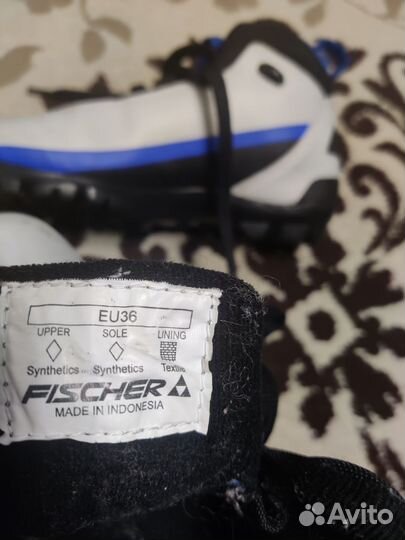 EU36
UPPER SOLE LINING
Synthetics Synthetics Textile
FISCHER
MADE IN INDONESIA
Avito